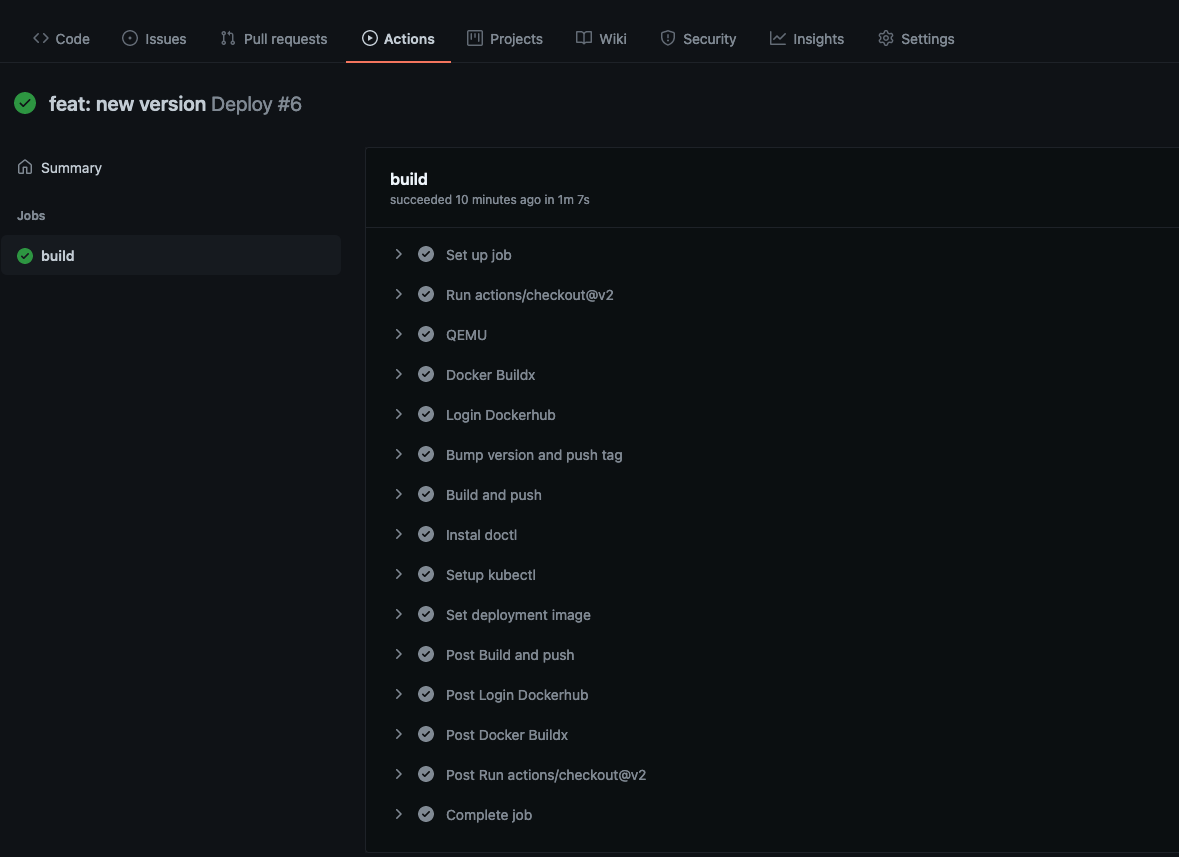 Code Issues Pull requests Actions Projects Wiki Security Insights Settings
feat: new version Deploy #6
Summary
Jobs
build
build
succeeded 10 minutes ago in 1m 7s
Set up job
Run actions/checkout@v2
QEMU
Docker Buildx
Login Dockerhub
Bump version and push tag
Build and push
Instal doctl
Setup kubectl
Set deployment image
Post Build and push
Post Login Dockerhub
Post Docker Buildx
Post Run actions/checkout@v2
Complete job